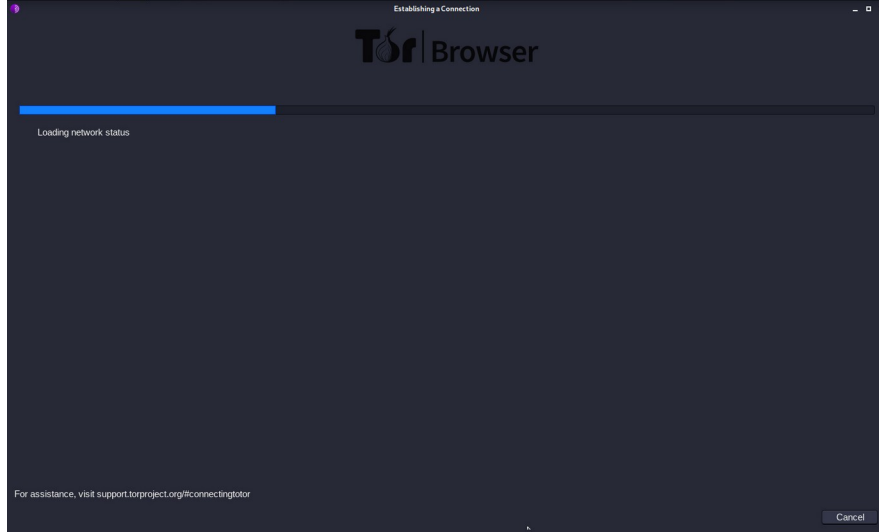 Establishing a Connection
Tor Browser
Loading network status
For assistance, visit support.torproject.org/#connectingtotor
Cancel